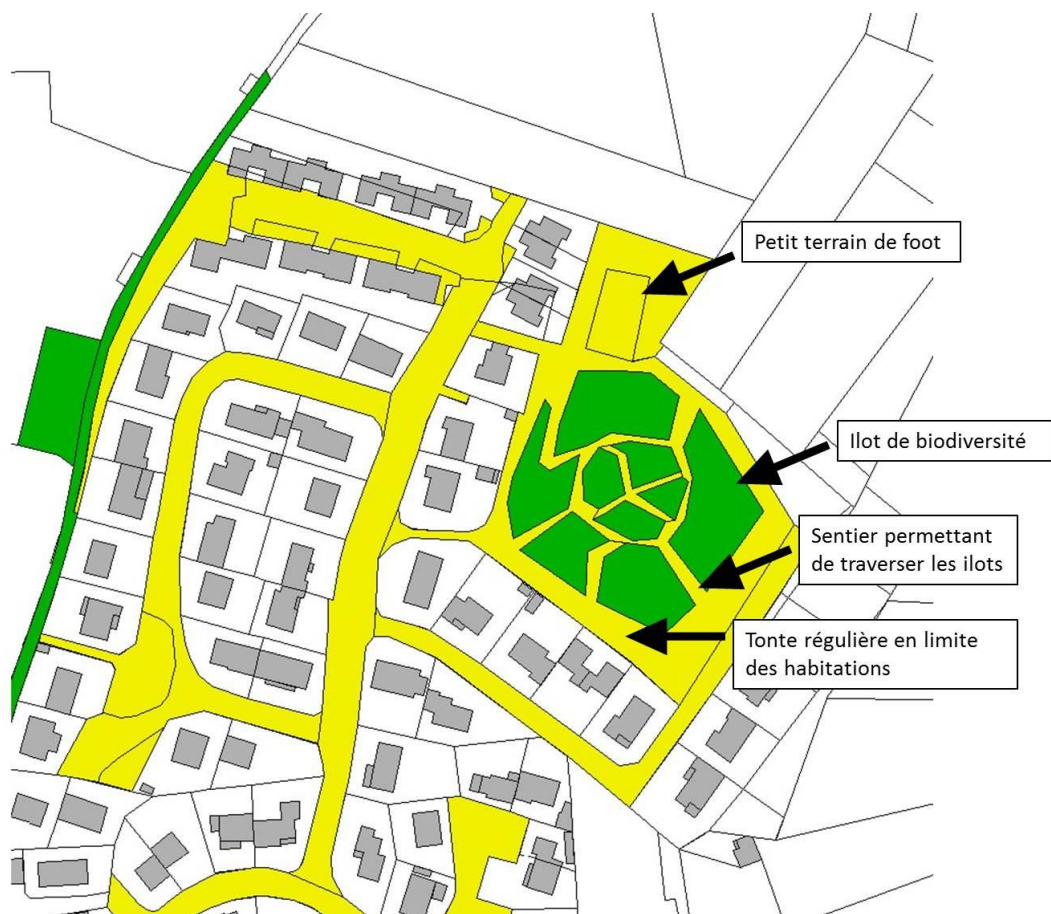 Petit terrain de foot
Ilot de biodiversité
Sentier permettant
de traverser les ilots
Tonte régulière en limite
des habitations